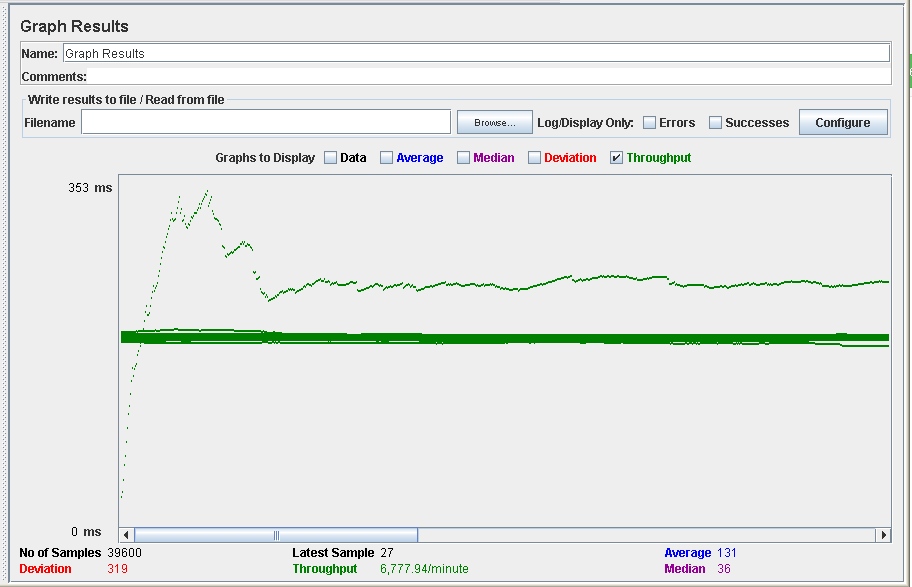 Graph Results
Name: Graph Results
Comments:
Write results to file / Read from file
Filename Browse... Log/Display Only: Errors Successes Configure
Graphs to Display Data Average Median Deviation Throughput
353 ms
0 ms
No of Samples 39600 Latest Sample 27 Average 131
Deviation 319 Throughput 6,777.94/minute Median 36